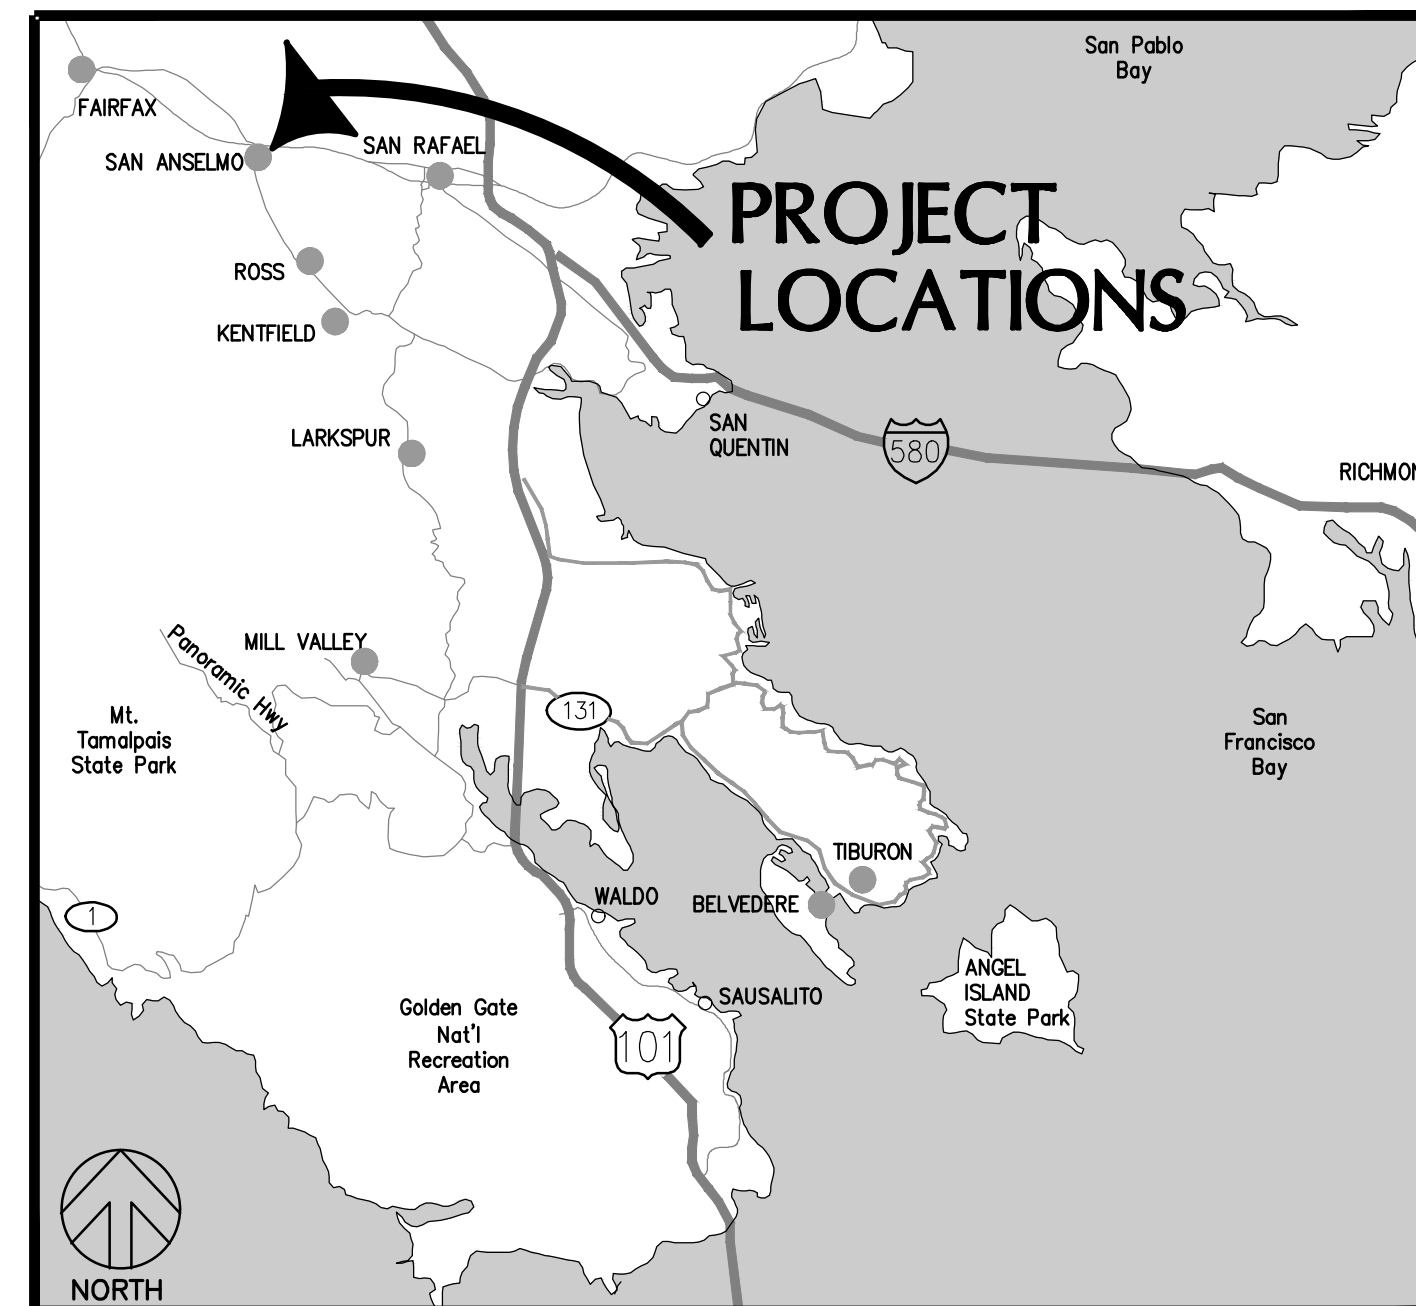 San Pablo
Bay
FAIRFAX
SAN RAFAEL
SAN ANSELMO
PROJECT
LOCATIONS
ROSS
KENTFIELD
SAN
QUENTIN
LARKSPUR
580
RICHMON
MILL VALLEY
Panoramic Hwy
131
Mt.
Tamalpais
State Park
San
Francisco
Bay
TIBURON
WALDO
BELVEDERE
1
ANGEL
ISLAND
State Park
SAUSALITO
Golden Gate
Nat'l
Recreation
Area
101
NORTH